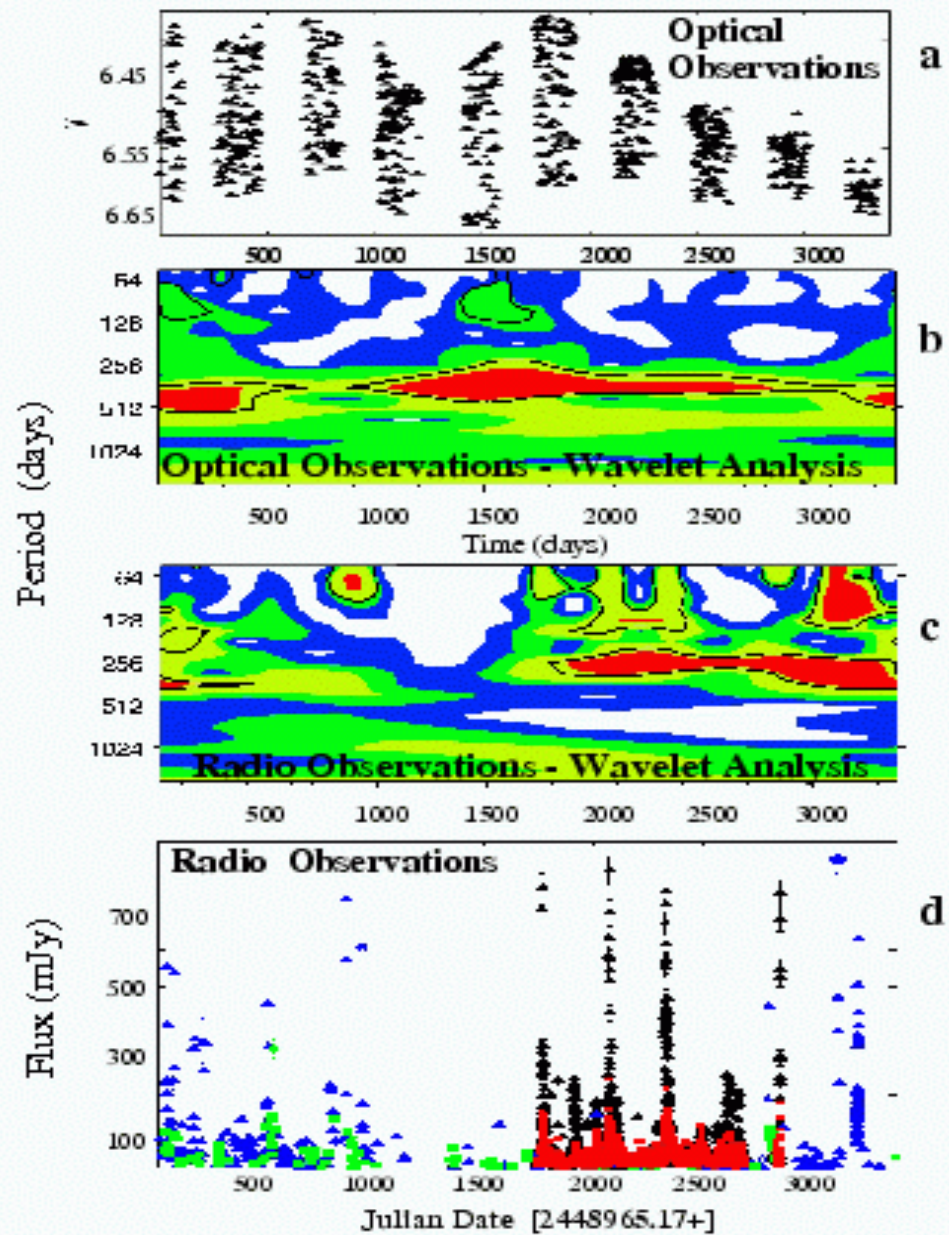 Optical
Observations
a
6.45
6.55
6.65
500 1000 1500 2000 2500 3000
64
128
256
512
1024
b
Optical Observations - Wavelet Analysis
500 1000 1500 2000 2500 3000
Time (days)
Period (days)
64
128
256
512
1024
c
Radio Observations - Wavelet Analysis
500 1000 1500 2000 2500 3000
Radio Observations
d
700
500
300
100
Flux (mJy)
500 1000 1500 2000 2500 3000
Julian Date [2448965.17+]